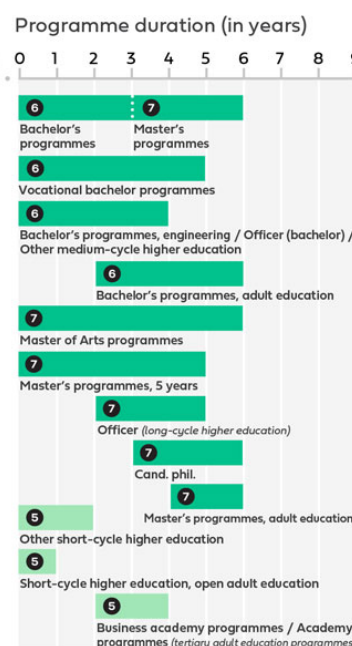 Programme duration (in years)
0 1 2 3 4 5 6 7 8
6 7
Bachelor's programmes
Master's programmes
6
Vocational bachelor programmes
6
Bachelor's programmes, engineering / Officer (bachelor) /
Other medium-cycle higher education
6
Bachelor's programmes, adult education
7
Master of Arts programmes
7
Master's programmes, 5 years
7
Officer (long-cycle higher education)
7
Cand. phil.
7
Master's programmes, adult education
5
Other short-cycle higher education
5
Short-cycle higher education, open adult education
5
Business academy programmes / Academy
programmes (tertiary adult education programmes